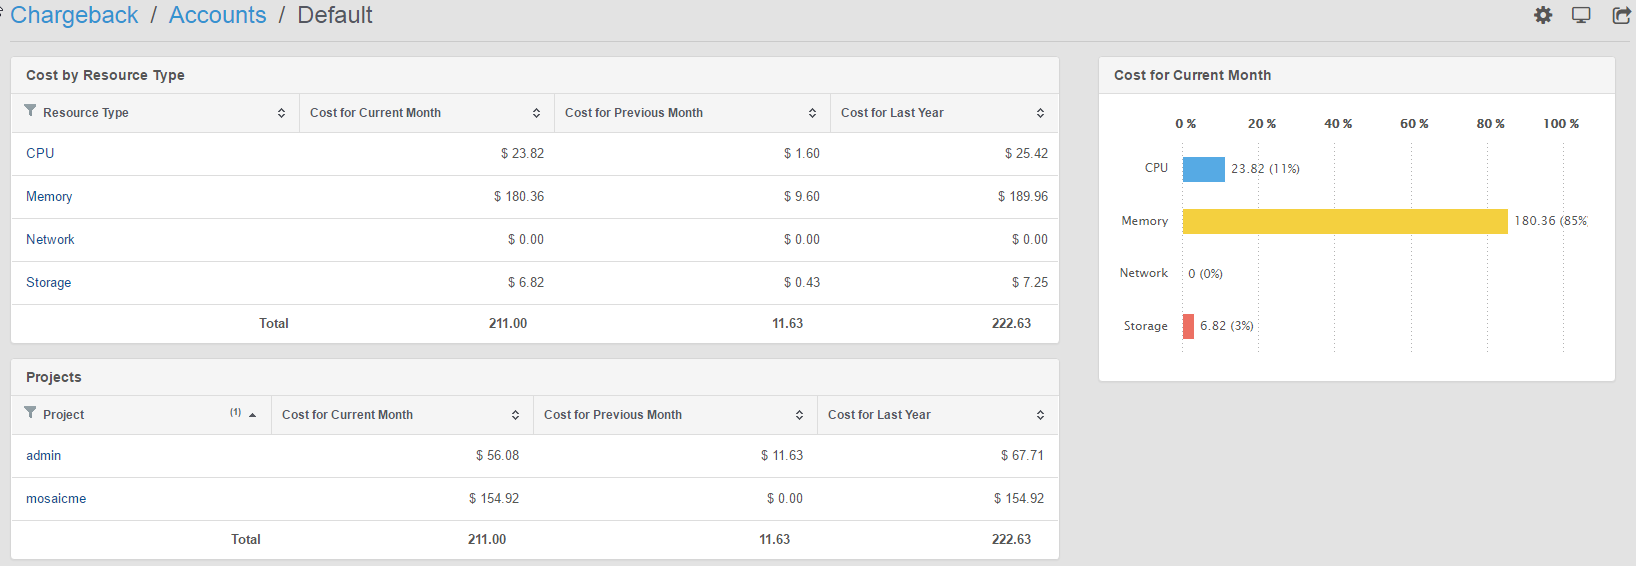 Chargeback / Accounts / Default
Cost by Resource Type
Resource Type Cost for Current Month Cost for Previous Month Cost for Last Year
CPU $ 23.82 $ 1.60 $ 25.42
Memory $ 180.36 $ 9.60 $ 189.96
Network $ 0.00 $ 0.00 $ 0.00
Storage $ 6.82 $ 0.43 $ 7.25
Total 211.00 11.63 222.63
Projects
Project (1) Cost for Current Month Cost for Previous Month Cost for Last Year
admin $ 56.08 $ 11.63 $ 67.71
mosaicme $ 154.92 $ 0.00 $ 154.92
Total 211.00 11.63 222.63
Cost for Current Month
0 % 20 % 40 % 60 % 80 % 100 %
CPU 23.82 (11%)
Memory 180.36 (85%
Network 0 (0%)
Storage 6.82 (3%)